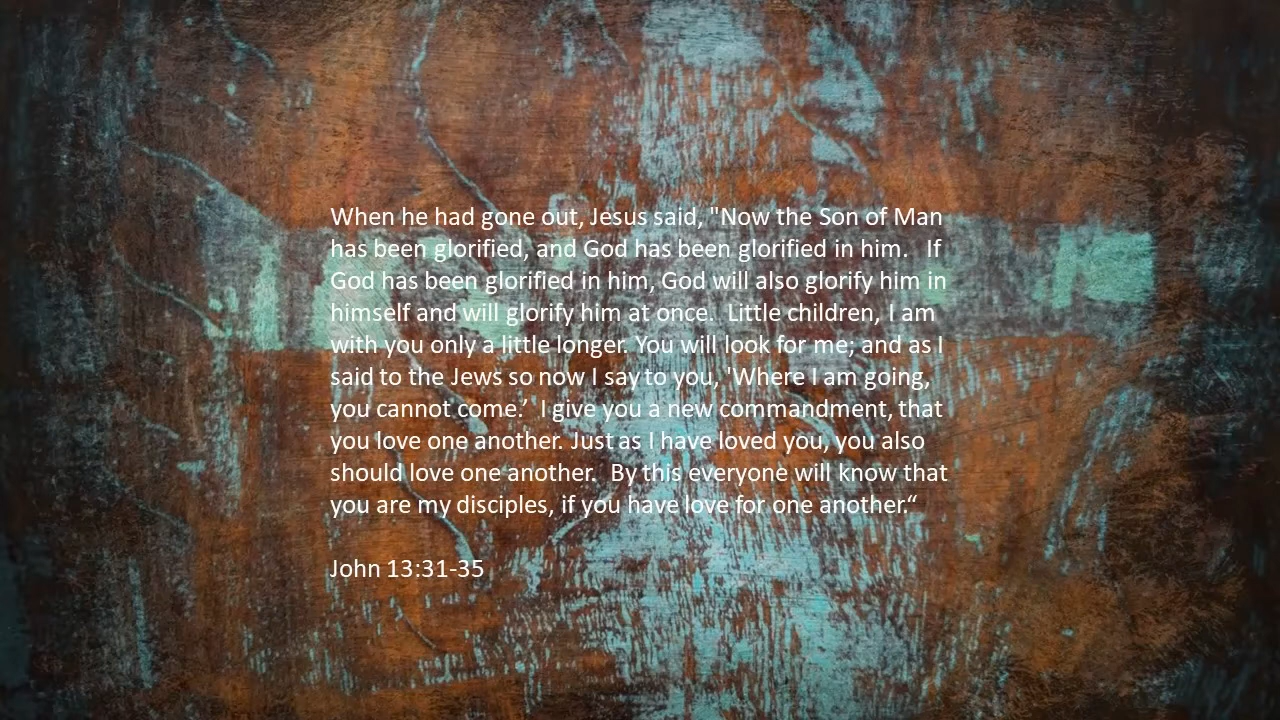 When he had gone out, Jesus said, "Now the Son of Man
has been glorified, and God has been glorified in him.   If
God has been glorified in him, God will also glorify him in
himself and will glorify him at once.  Little children, I am
with you only a little longer. You will look for me; and as I
said to the Jews so now I say to you, 'Where I am going,
you cannot come.’  I give you a new commandment, that
you love one another. Just as I have loved you, you also
should love one another.  By this everyone will know that
you are my disciples, if you have love for one another.“
John 13:31-35